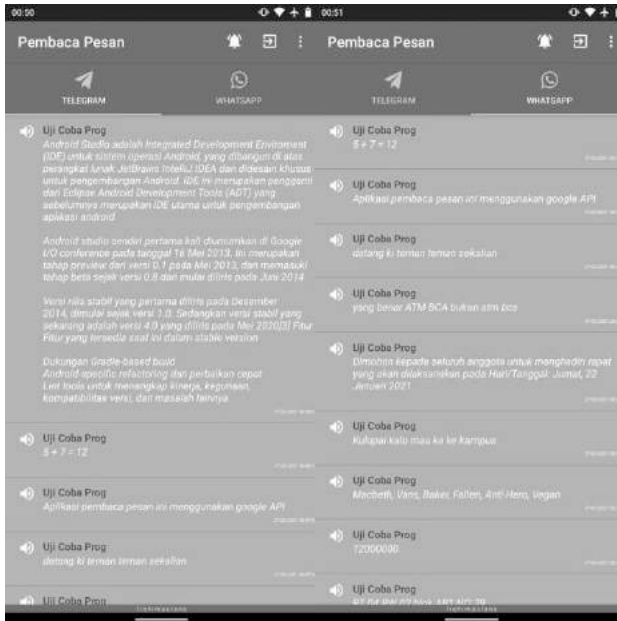 00:50
Pembaca Pesan
TELEGRAM
WHATSAPP
Uji Coba Prog
Android Studio adalah Integrated Development Enviroment
(IDE) untuk sistem operasi Android, yang dibangun di atas
perangkat lunak JetBrains IntelliJ IDEA dan didesain khusus
untuk pengembangan Android. IDE ini merupakan pengganti
dari Eclipse Android Development Tools (ADT) yang
sebelumnya merupakan IDE utama untuk pengembangan
aplikasi android
Android studio sendiri pertama kali diumumkan di Google
I/O conference pada tanggal 16 Mei 2013. Ini merupakan
tahap preview dari versi 0.1 pada Mei 2013, dan memasuki
tahap beta sejak versi 0.8 dan mulai dirilis pada Juni 2014
Versi rilis stabil yang pertama dirilis pada Desember
2014, dimulai sejak versi 1.0. Sedangkan versi stabil yang
sekarang adalah versi 4.0 yang dirilis pada Mei 2020[3] Fitur
Fitur yang tersedia saat ini dalam stable version
Dukungan Gradle-based build
Android-specific refactoring dan perbaikan cepat
Lint tools untuk menangkap kinerja, kegunaan,
kompatibilitas versi, dan masalah lainnya
Uji Coba Prog
5 + 7 = 12
Uji Coba Prog
Aplikasi pembaca pesan ini menggunakan google API
Uji Coba Prog
datang ki teman teman sekalian
Uji Coba Prog
00:51
Pembaca Pesan
TELEGRAM
WHATSAPP
Uji Coba Prog
5 + 7 = 12
Uji Coba Prog
Aplikasi pembaca pesan ini menggunakan google API
Uji Coba Prog
datang ki teman teman sekalian
Uji Coba Prog
yang benar ATM BCA bukan atm bca
Uji Coba Prog
Dimohon kepada seluruh anggota untuk menghadiri rapat
yang akan dilaksanakan pada Hari/Tanggal: Jumat, 22
Januari 2021
Uji Coba Prog
kalo mau ka ke kampus
Uji Coba Prog
Macbeth, Vans, Baker, Fallen, Anti Hero, Vegan
Uji Coba Prog
12000000
Uji Coba Prog